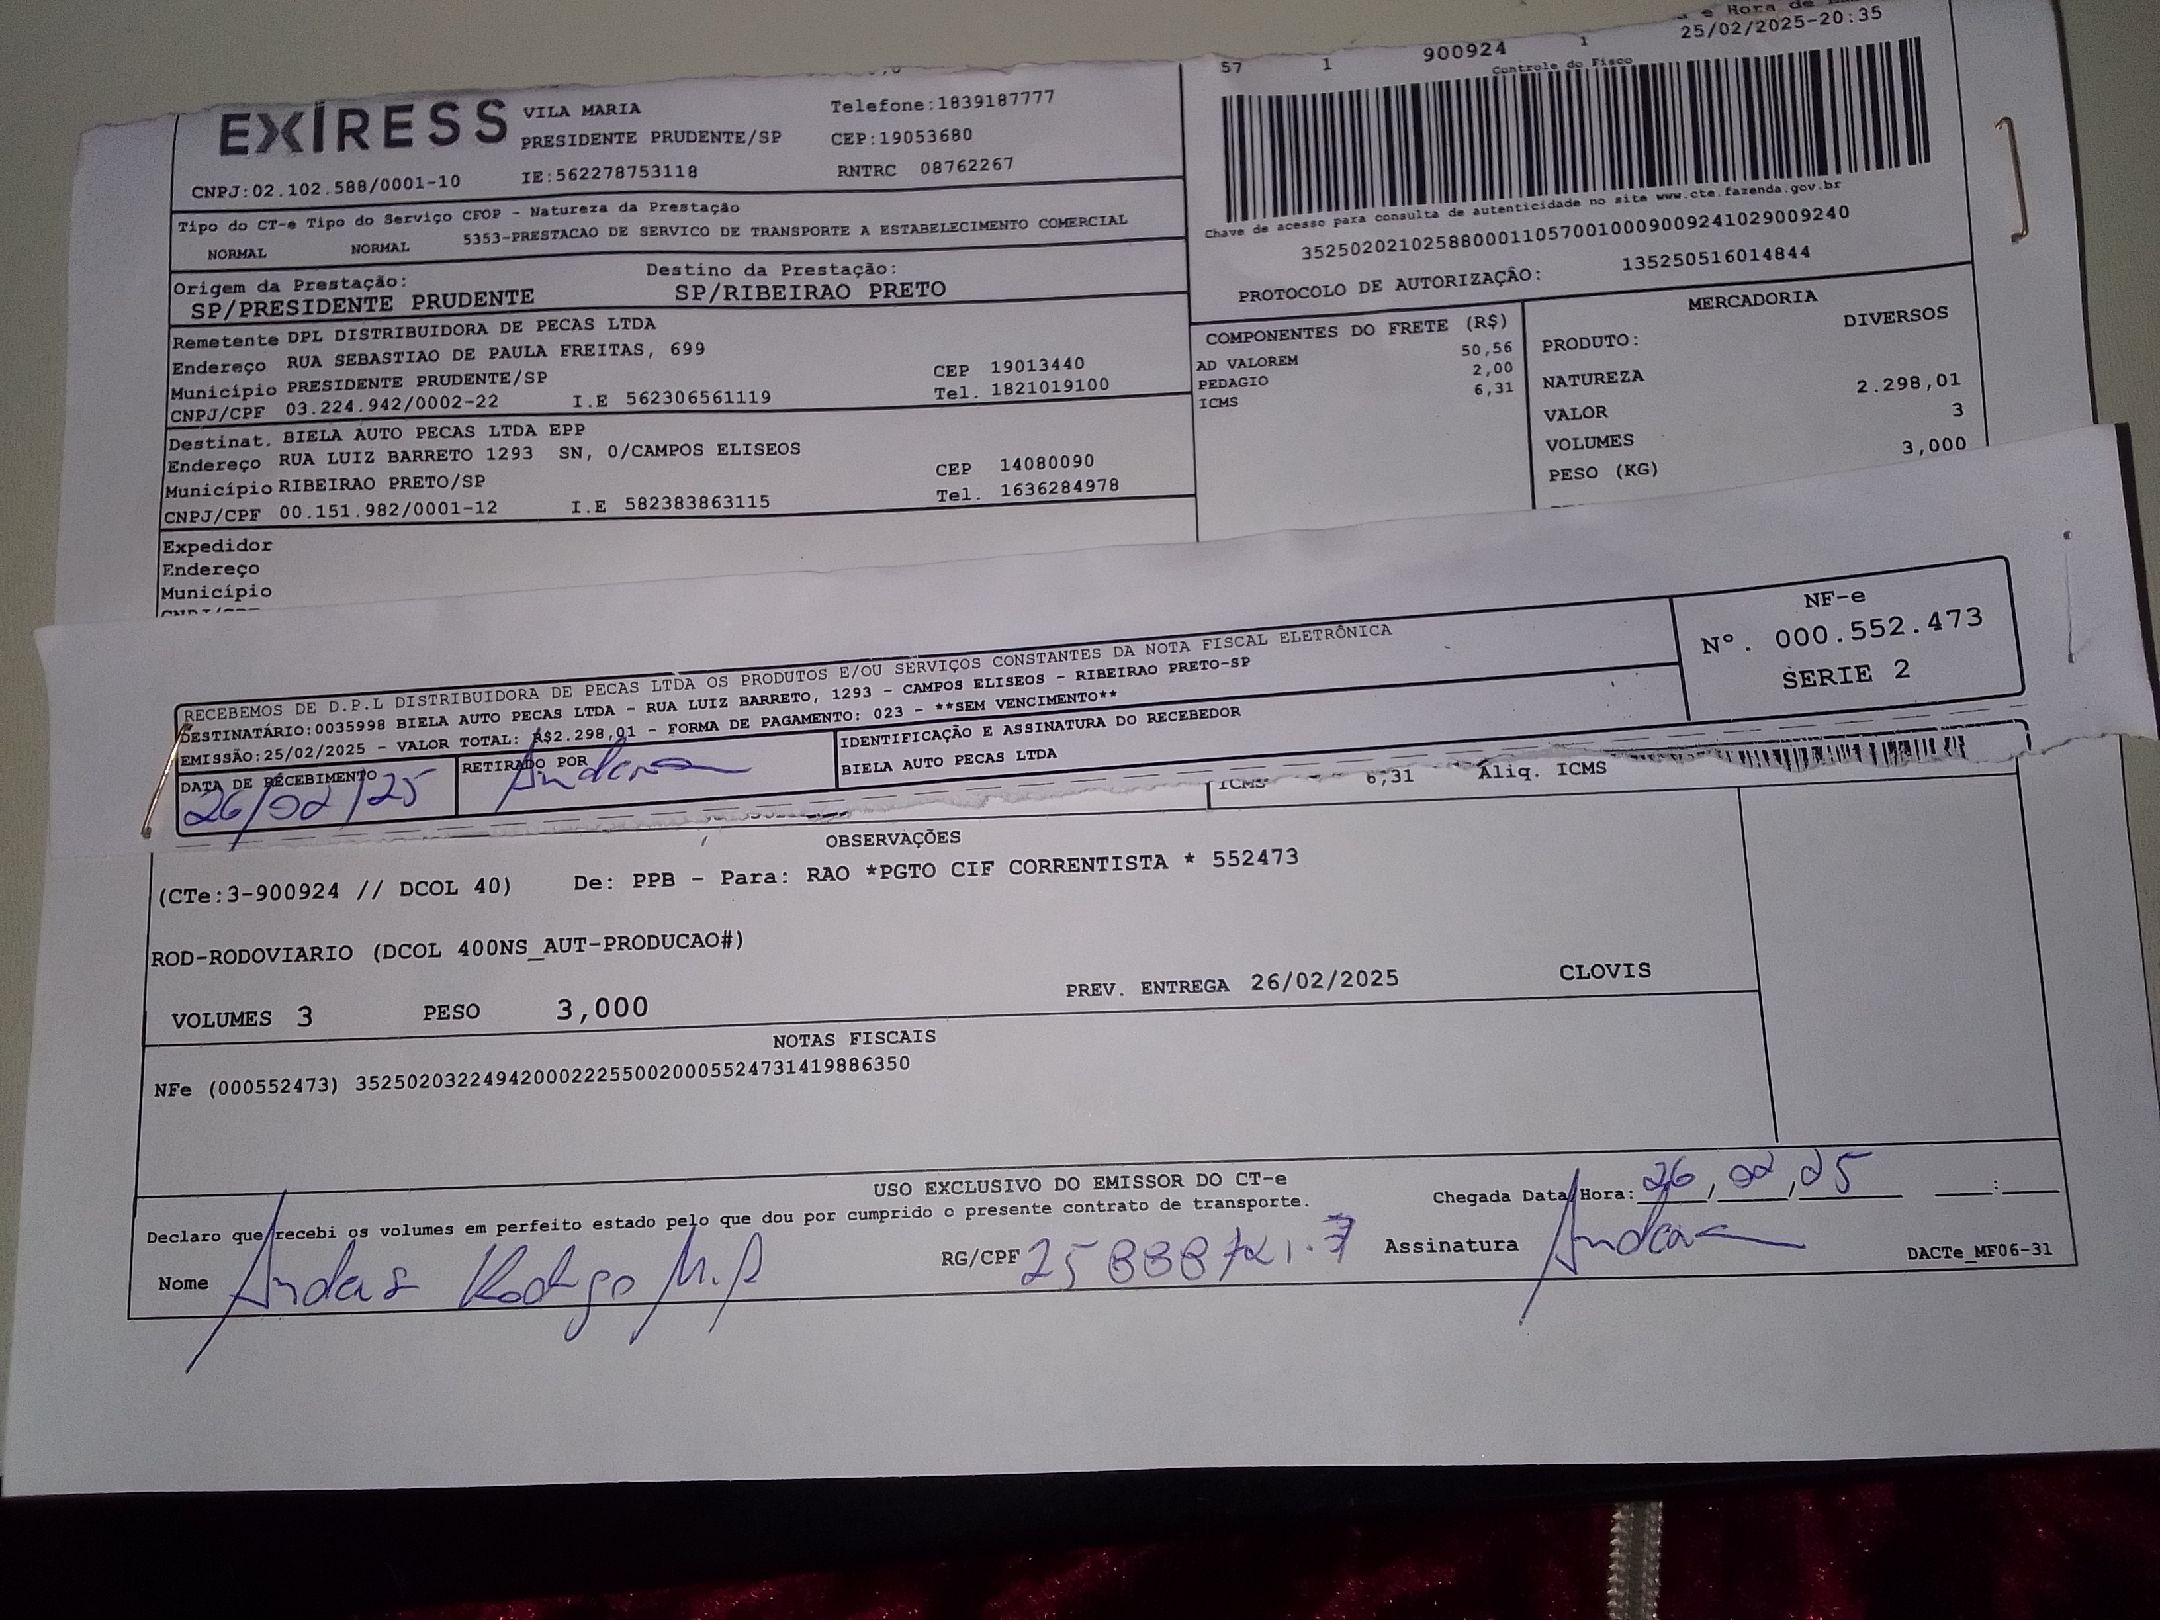 EXPRESS
VILA MARIA
Telefone:1839187777
PRESIDENTE PRUDENTE/SP
CEP:19053680
CNPJ:02.102.588/0001-10
IE:562278753118
RNTRC 08762267
57 1 900924 1 25/02/2025-20:35
e Hora de
Controle do Fisco
Chave de acesso para consulta de autenticidade no site www.cte.fazenda.gov.br
35250202102588000110570010009009241029009240
PROTOCOLO DE AUTORIZAÇÃO: 135250516014844
Tipo do CT-e Tipo do Serviço CFOP - Natureza da Prestação
NORMAL NORMAL 5353-PRESTACAO DE SERVICO DE TRANSPORTE A ESTABELECIMENTO COMERCIAL
Origem da Prestação: Destino da Prestação:
SP/PRESIDENTE PRUDENTE SP/RIBEIRAO PRETO
Remetente DPL DISTRIBUIDORA DE PECAS LTDA
Endereço RUA SEBASTIAO DE PAULA FREITAS, 699
Município PRESIDENTE PRUDENTE/SP CEP 19013440
CNPJ/CPF 03.224.942/0002-22 I.E 562306561119 Tel. 1821019100
Destinat. BIELA AUTO PECAS LTDA EPP
Endereço RUA LUIZ BARRETO 1293 SN, 0/CAMPOS ELISEOS
Município RIBEIRAO PRETO/SP CEP 14080090
CNPJ/CPF 00.151.982/0001-12 I.E 582383863115 Tel. 1636284978
Expedidor
Endereço
Município
COMPONENTES DO FRETE (R$)
AD VALOREM 50,56
PEDAGIO 2,00
ICMS 6,31
MERCADORIA
PRODUTO: DIVERSOS
NATUREZA
VALOR 2.298,01
VOLUMES 3
PESO (KG) 3,000
RECEBEMOS DE D.P.L DISTRIBUIDORA DE PECAS LTDA OS PRODUTOS E/OU SERVIÇOS CONSTANTES DA NOTA FISCAL ELETRÔNICA
DESTINATÁRIO:0035998 BIELA AUTO PECAS LTDA - RUA LUIZ BARRETO, 1293 - CAMPOS ELISEOS - RIBEIRAO PRETO-SP
EMISSÃO:25/02/2025 - VALOR TOTAL: R$2.298,01 - FORMA DE PAGAMENTO: 023 - **SEM VENCIMENTO**
NF-e
Nº. 000.552.473
SERIE 2
DATA DE RECEBIMENTO
26/02/25
RETIRADO POR
IDENTIFICAÇÃO E ASSINATURA DO RECEBEDOR
BIELA AUTO PECAS LTDA
ICMS 6,31 Aliq. ICMS
OBSERVAÇÕES
(CTe:3-900924 // DCOL 40) De: PPB - Para: RAO *PGTO CIF CORRENTISTA * 552473
ROD-RODOVIARIO (DCOL 400NS_AUT-PRODUCAO#)
VOLUMES 3 PESO 3,000 PREV. ENTREGA 26/02/2025 CLOVIS
NOTAS FISCAIS
NFe (000552473) 35250203224942000222550020005524731419886350
USO EXCLUSIVO DO EMISSOR DO CT-e
Declaro que recebi os volumes em perfeito estado pelo que dou por cumprido o presente contrato de transporte.
Chegada Data/Hora: 26, 02, 25 :
Nome
RG/CPF
Assinatura
DACTe_MF06-31